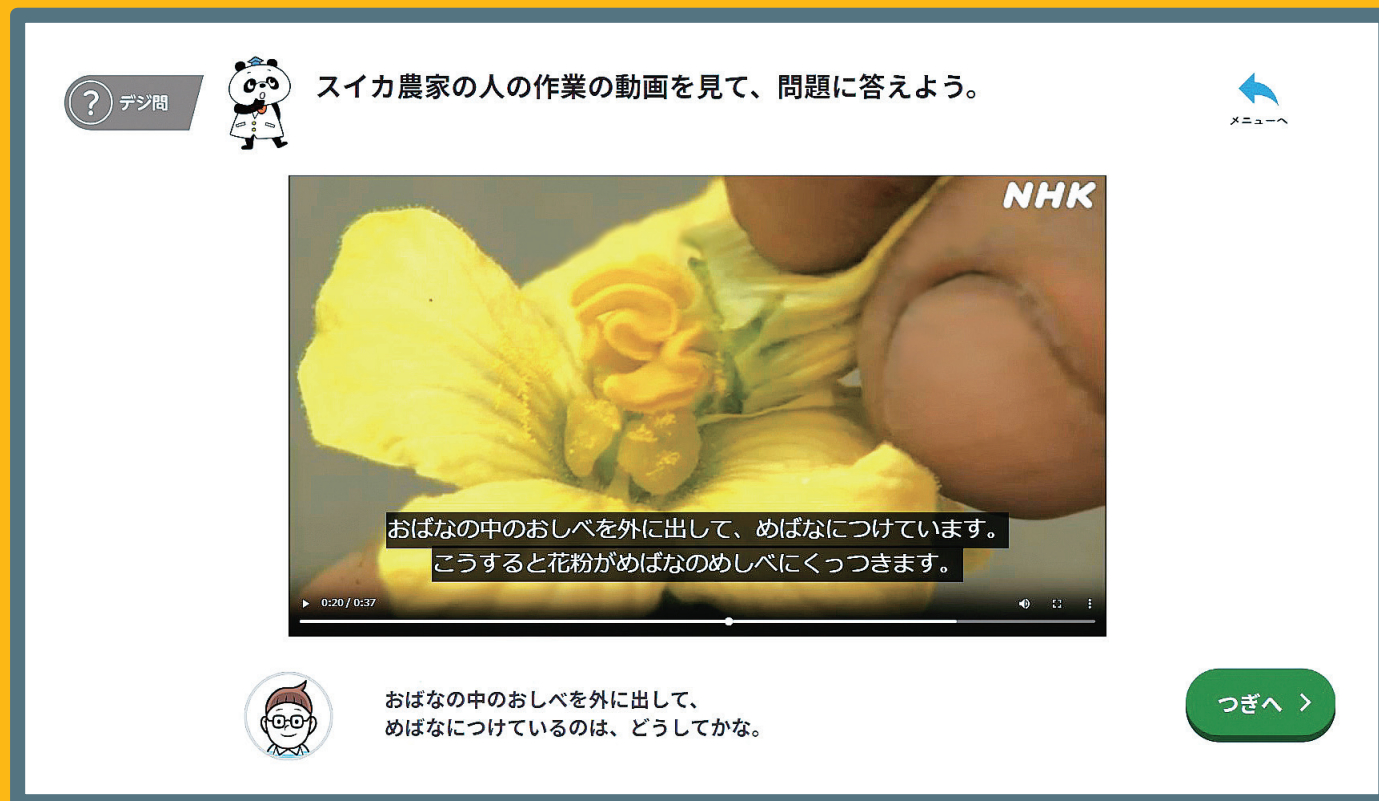 ? デジ問
スイカ農家の人の作業の動画を見て、問題に答えよう。
メニューへ
NHK
おばなの中のおしべを外に出して、めばなにつけています。
こうすると花粉がめばなのめしべにくっつきます。
0:20 / 0:37
おばなの中のおしべを外に出して、
めばなにつけているのは、どうしてかな。
つぎへ